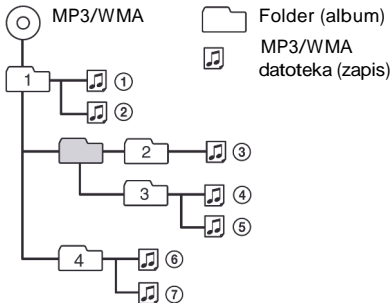 MP3/WMA
Folder (album)
MP3/WMA
datoteka (zapis)
1
①
②
2
③
3
④
⑤
4
⑥
⑦